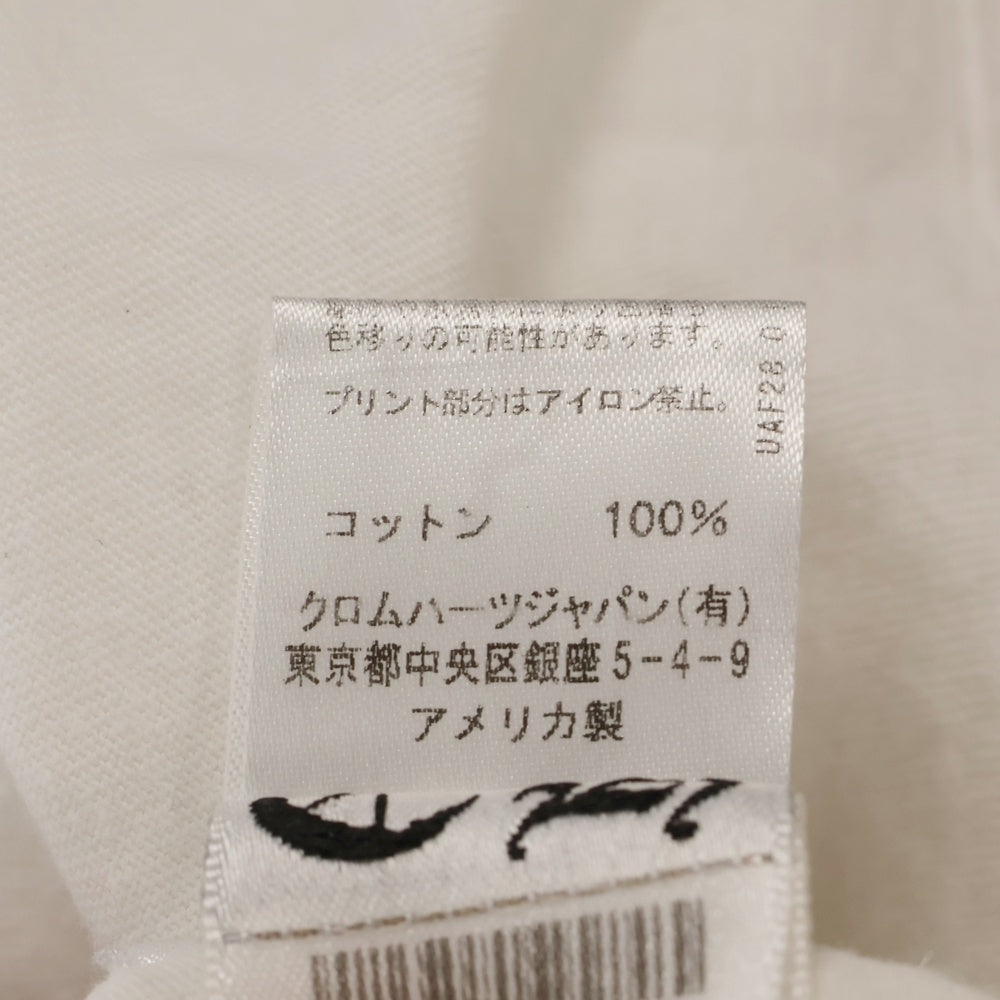 色移りの可能性があります。
プリント部分はアイロン禁止。
コットン 100%
クロムハーツジャパン(有)
東京都中央区銀座5-4-9
アメリカ製
UAF28 0